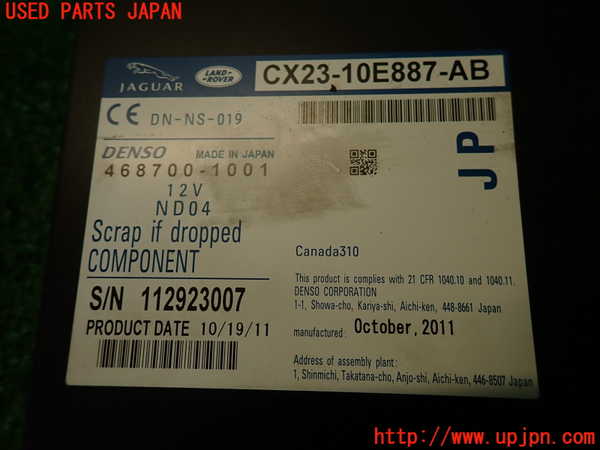 USED PARTS JAPAN
JAGUAR
LAND-ROVER
CX23-10E887-AB
CE DN-NS-019
DENSO MADE IN JAPAN
468700-1001
12V
ND04
Scrap if dropped
COMPONENT
S/N 112923007
PRODUCT DATE 10/19/11
JP
Canada310
This product is complies with 21 CFR 1040.10 and 1040.11.
DENSO CORPORATION
1-1, Showa-cho, Kariya-shi, Aichi-ken, 448-8661 Japan
manufactured: October, 2011
Address of assembly plant:
1, Shinmichi, Takatana-cho, Anjo-shi, Aichi-ken, 446-8507 Japan
http://www.upjpn.com/